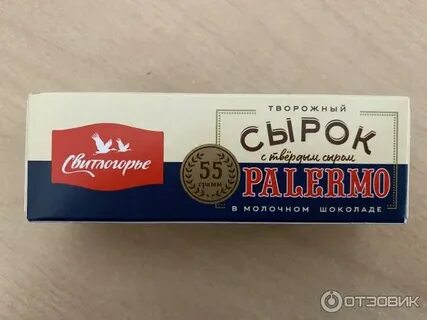 Свитлогорье
55
ГРАММ
ТВОРОЖНЫЙ
СЫРОК
с твёрдым сыром
PALERMO
В МОЛОЧНОМ ШОКОЛАДЕ
ОТЗОВИК